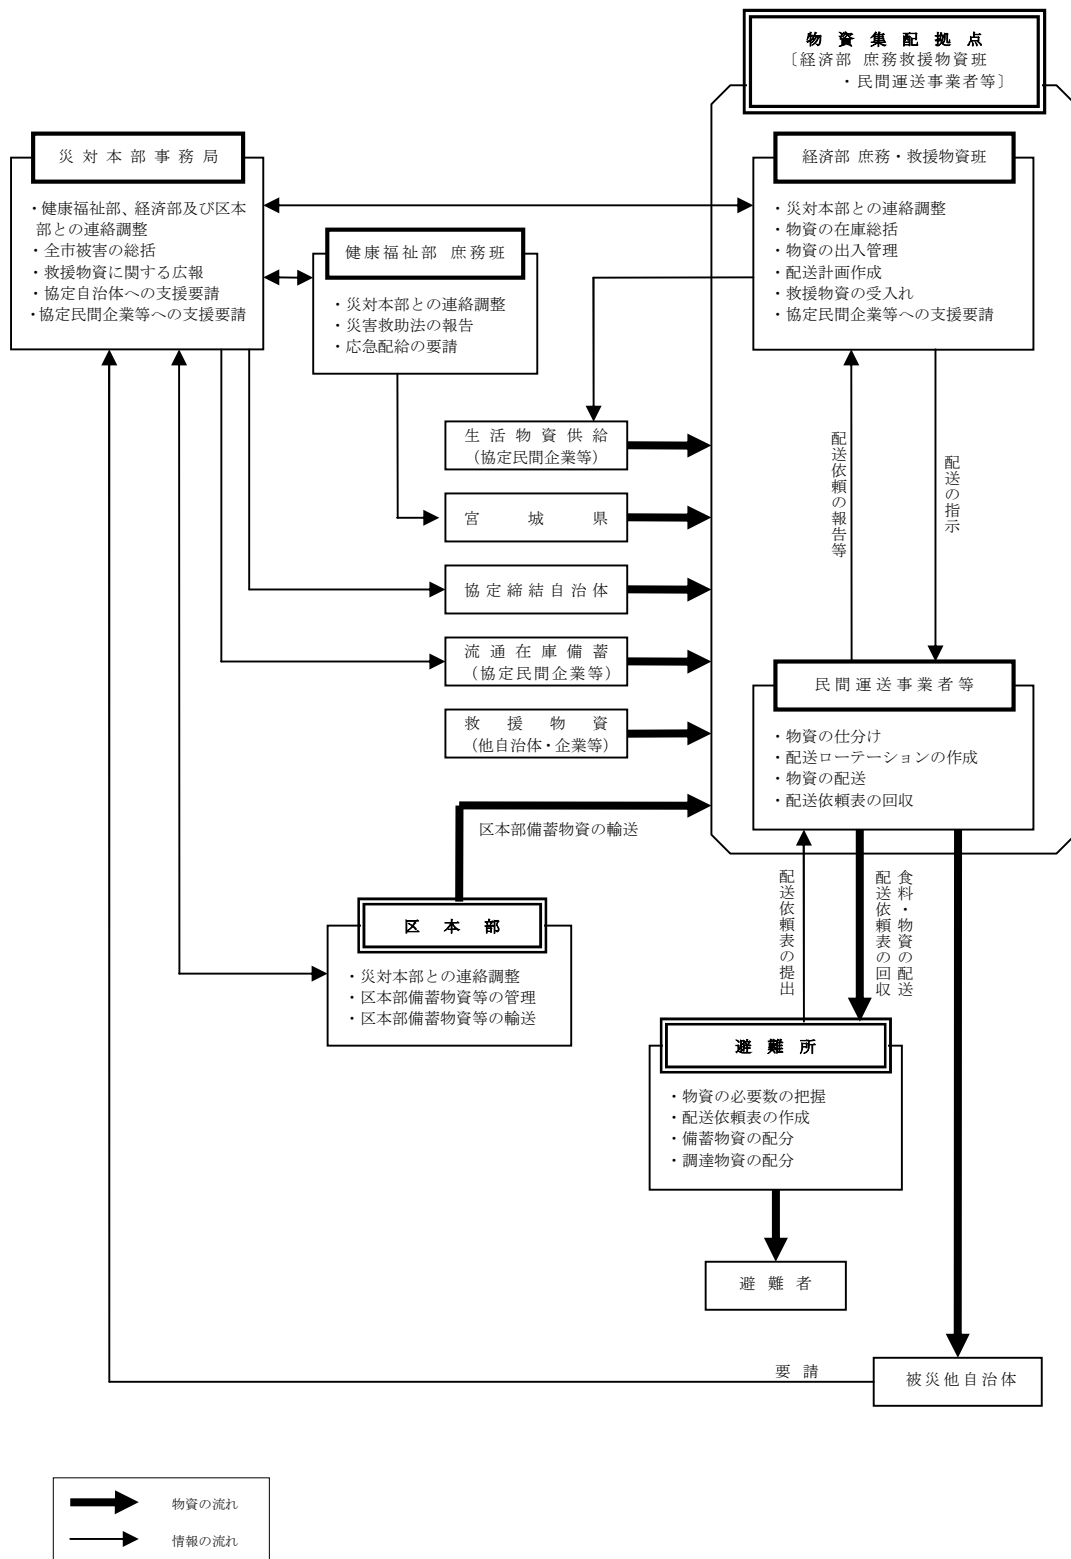 物資集配拠点
〔経済部 庶務救援物資班
・民間運送事業者等〕
災対本部事務局
・健康福祉部、経済部及び区本
部との連絡調整
・全市被害の総括
・救援物資に関する広報
・協定自治体への支援要請
・協定民間企業等への支援要請
健康福祉部 庶務班
・災対本部との連絡調整
・災害救助法の報告
・応急配給の要請
経済部 庶務・救援物資班
・災対本部との連絡調整
・物資の在庫総括
・物資の出入管理
・配送計画作成
・救援物資の受入れ
・協定民間企業等への支援要請
生活物資供給
(協定民間企業等)
宮城県
協定締結自治体
流通在庫備蓄
(協定民間企業等)
救援物資
(他自治体・企業等)
配送依頼の報告等
配送の指示
民間運送事業者等
・物資の仕分け
・配送ローテーションの作成
・物資の配送
・配送依頼表の回収
区本部備蓄物資の輸送
区本部
・災対本部との連絡調整
・区本部備蓄物資等の管理
・区本部備蓄物資等の輸送
配送依頼表の提出
食料・物資の配送
配送依頼表の回収
避難所
・物資の必要数の把握
・配送依頼表の作成
・備蓄物資の配分
・調達物資の配分
避難者
要請
被災他自治体
物資の流れ
情報の流れ